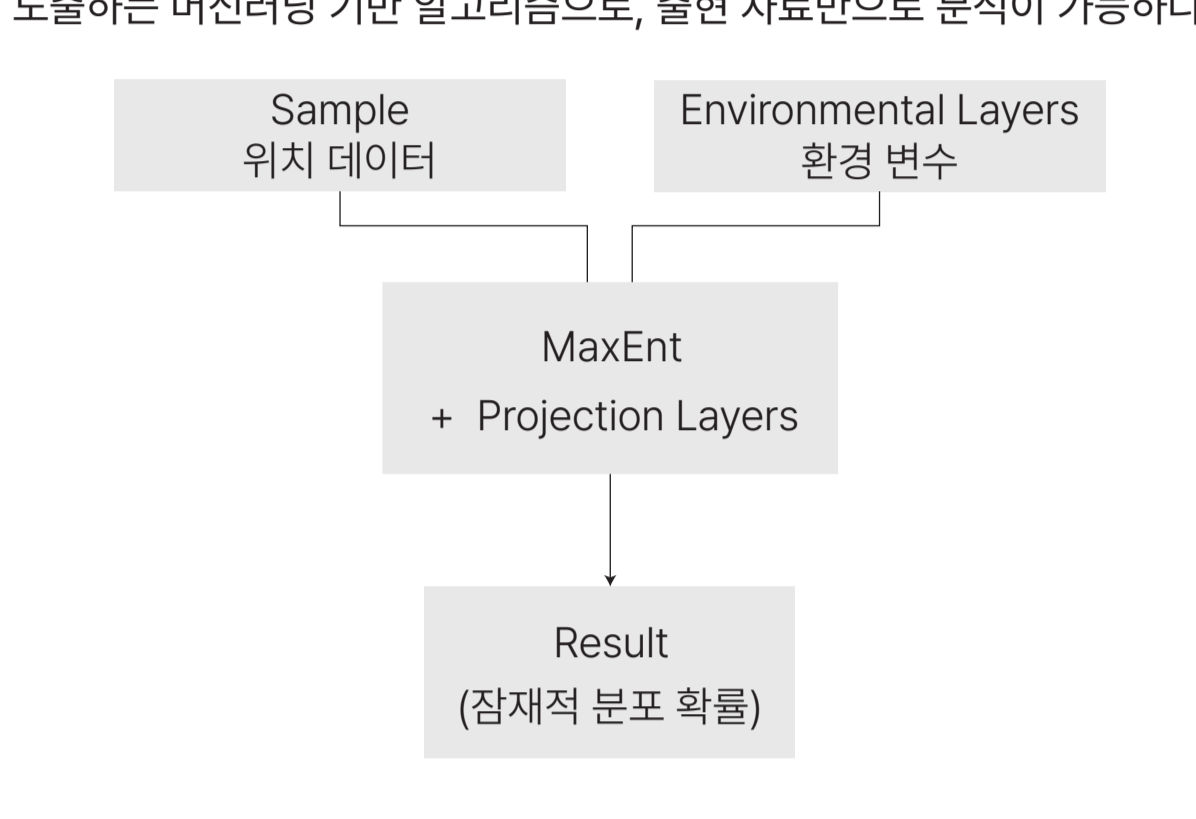 도출하는 머신러닝 기반 알고리즘으로, 출현 자료만으로 분석이 가능하다
Sample
위치 데이터
Environmental Layers
환경 변수
MaxEnt
+ Projection Layers
Result
(잠재적 분포 확률)